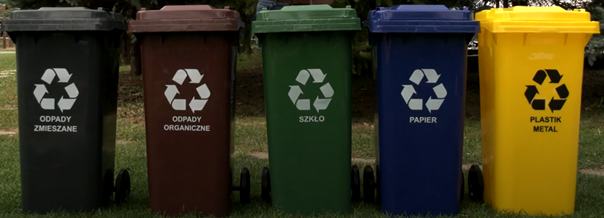 ODPADY
ZMIESZANE
ODPADY
ORGANICZNE
SZKŁO
PAPIER
PLASTIK
METAL